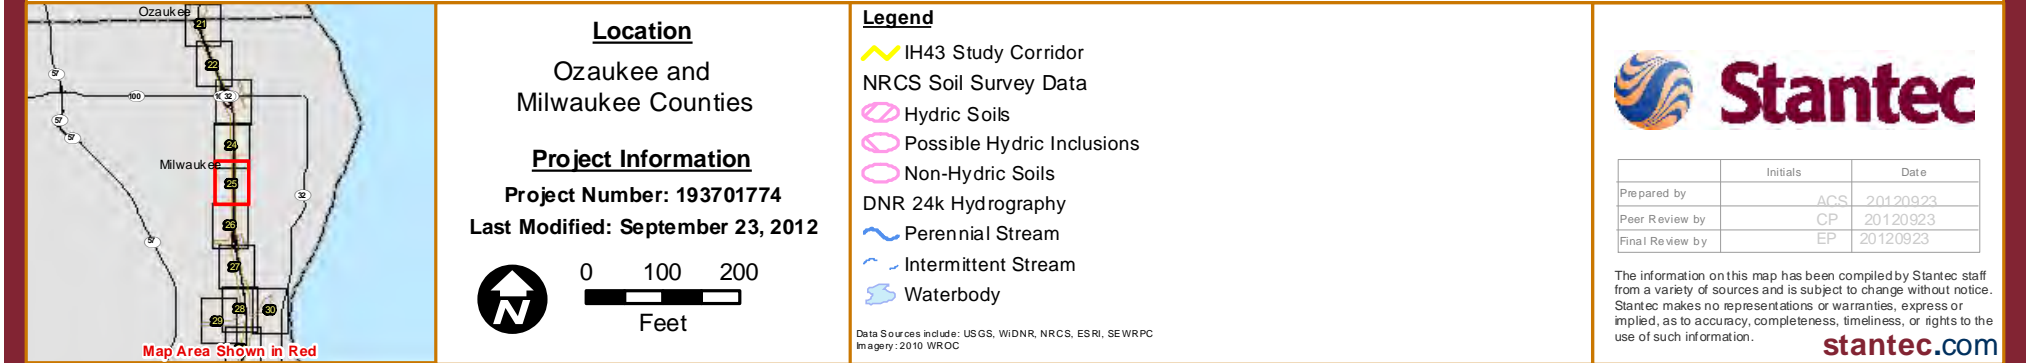 Ozaukee
21
22
57
100
32
57
57
24
Milwaukee
25
32
26
57
27
28
30
29
Map Area Shown in Red
Location
Ozaukee and
Milwaukee Counties
Project Information
Project Number: 193701774
Last Modified: September 23, 2012
N
0 100 200
Feet
Legend
IH43 Study Corridor
NRCS Soil Survey Data
Hydric Soils
Possible Hydric Inclusions
Non-Hydric Soils
DNR 24k Hydrography
Perennial Stream
Intermittent Stream
Waterbody
Data Sources include: USGS, WiDNR, NRCS, ESRI, SEWRPC
Imagery: 2010 WROC
Stantec
Initials Date
Prepared by ACS 20120923
Peer Review by CP 20120923
Final Review by EP 20120923
The information on this map has been compiled by Stantec staff
from a variety of sources and is subject to change without notice.
Stantec makes no representations or warranties, express or
implied, as to accuracy, completeness, timeliness, or rights to the
use of such information.
stantec.com